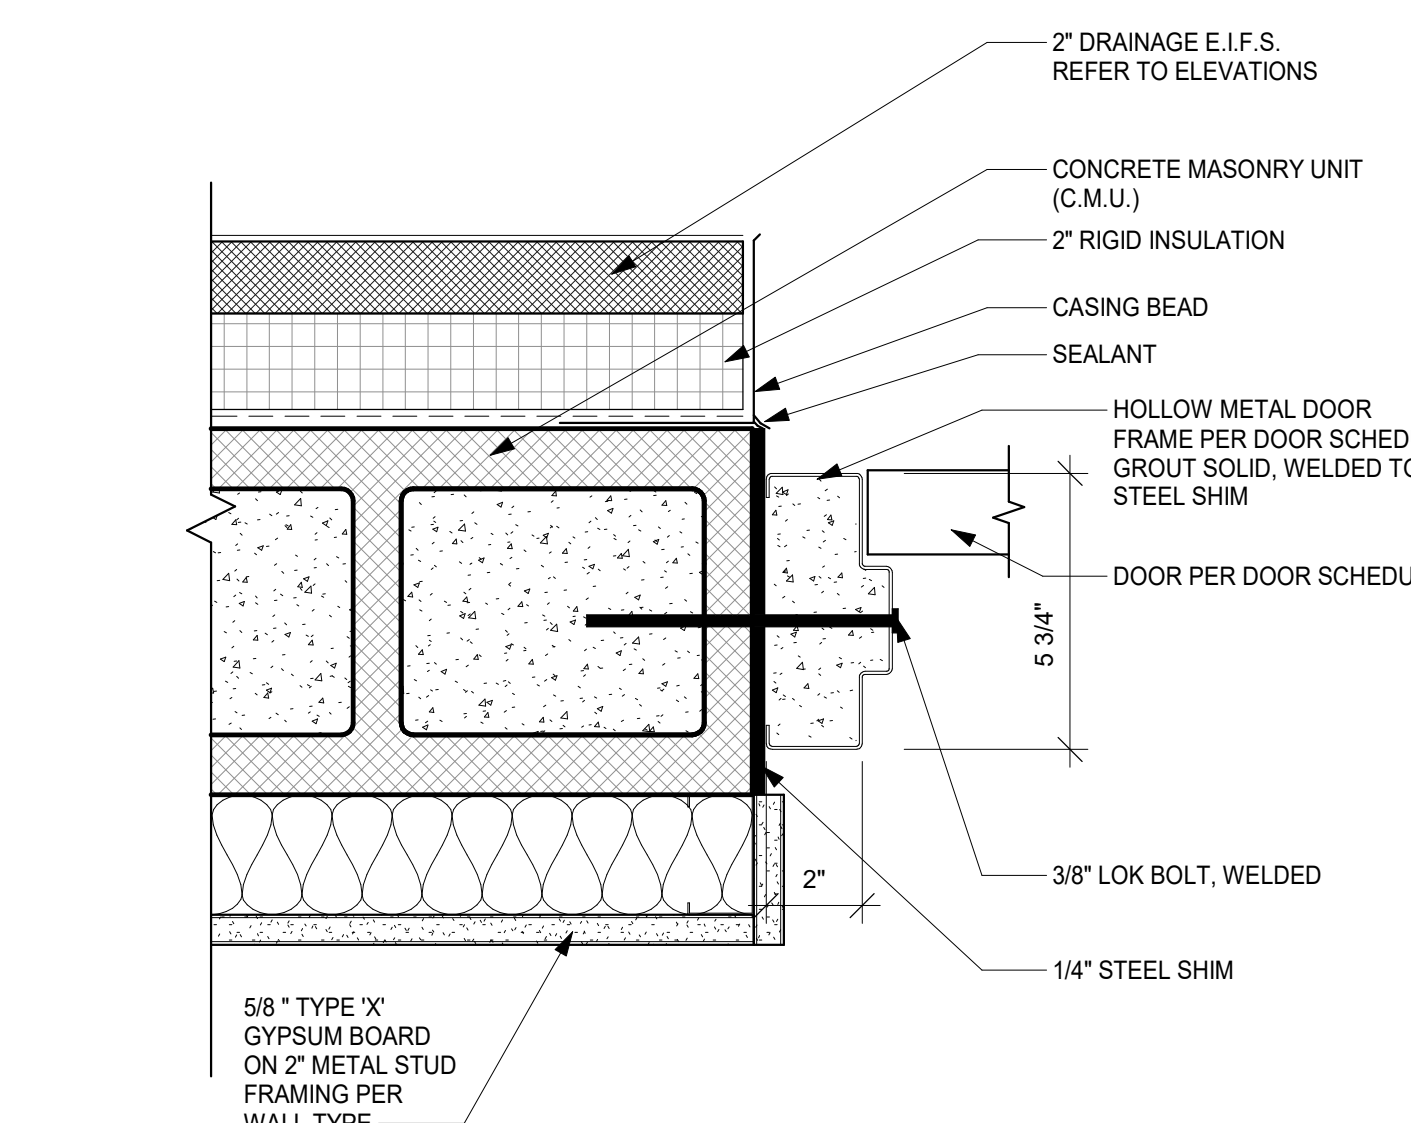 2" DRAINAGE E.I.F.S.
REFER TO ELEVATIONS
CONCRETE MASONRY UNIT
(C.M.U.)
2" RIGID INSULATION
CASING BEAD
SEALANT
HOLLOW METAL DOOR
FRAME PER DOOR SCHED
GROUT SOLID, WELDED TO
STEEL SHIM
DOOR PER DOOR SCHEDU
5 3/4"
3/8" LOK BOLT, WELDED
2"
1/4" STEEL SHIM
5/8 " TYPE 'X'
GYPSUM BOARD
ON 2" METAL STUD
FRAMING PER
WALL TYPE